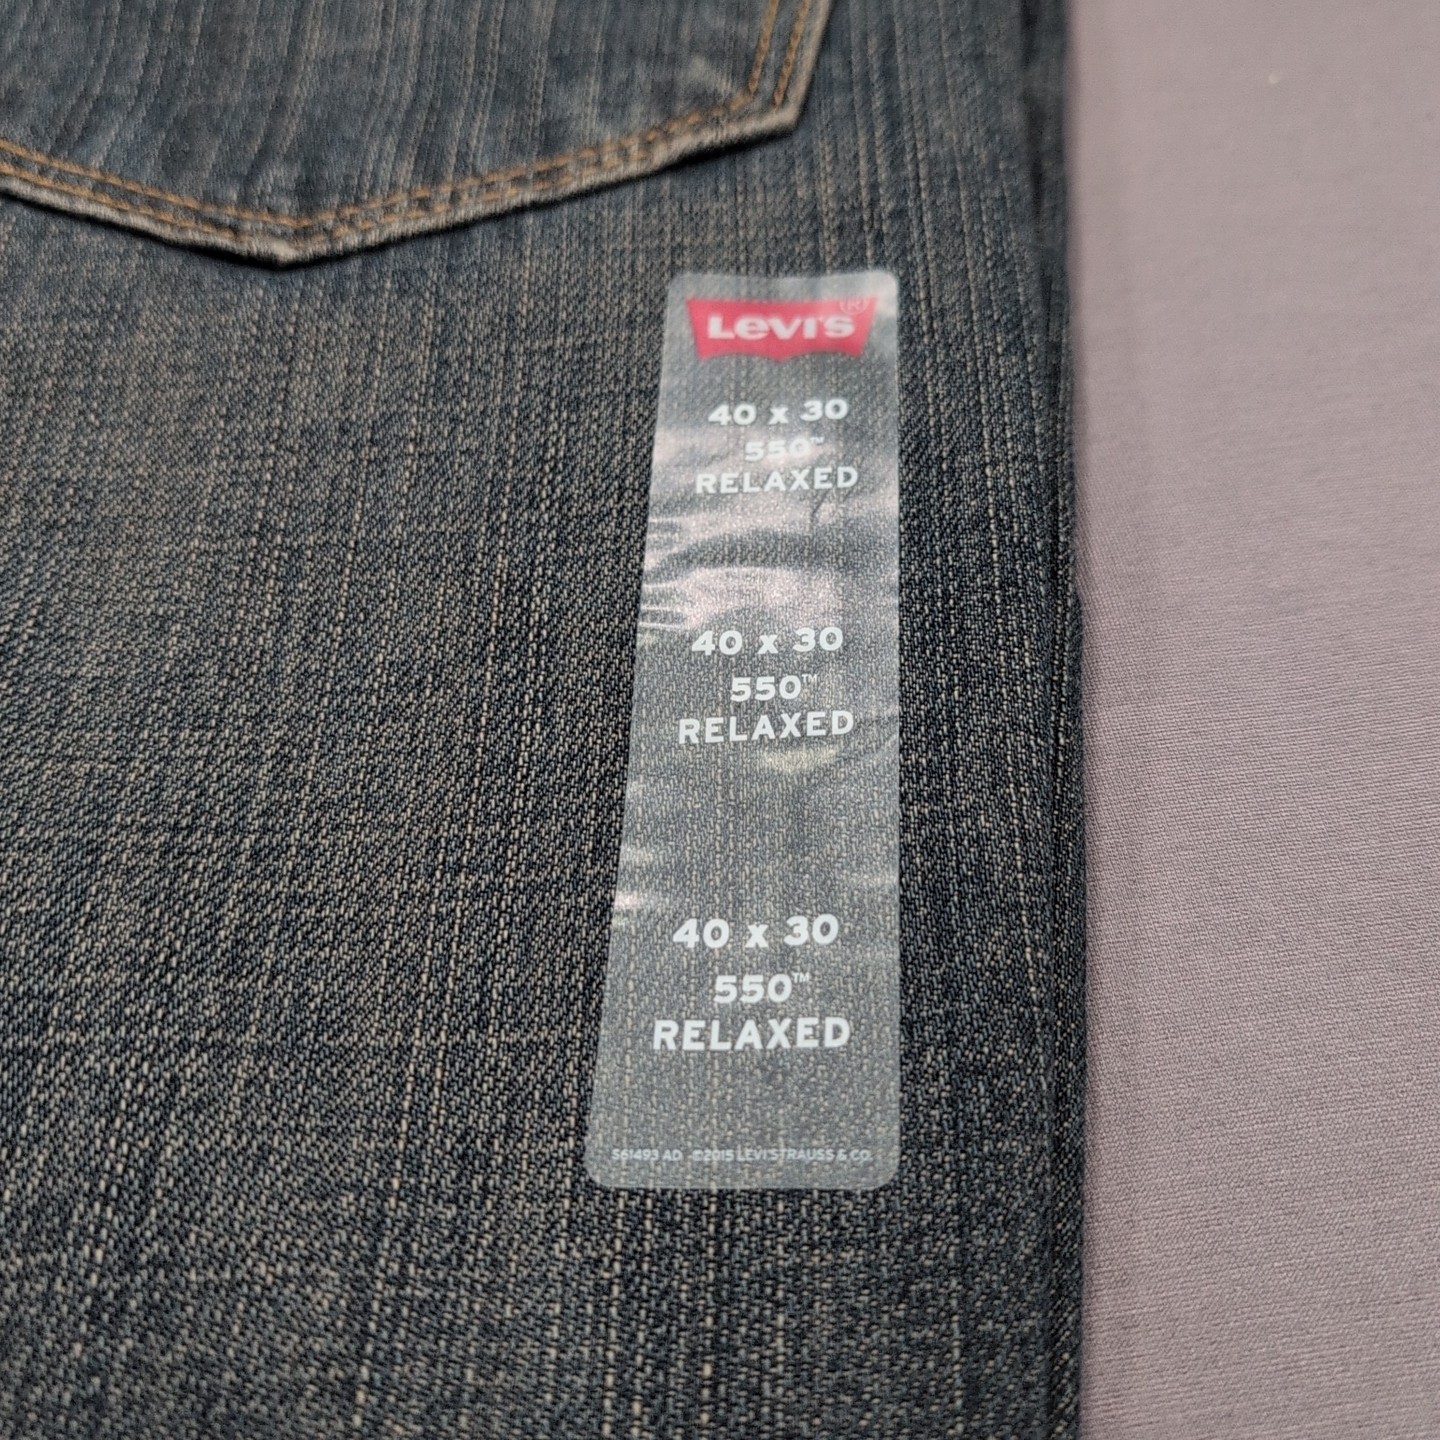 Levi's®
40 x 30
550™
RELAXED
40 x 30
550™
RELAXED
40 x 30
550™
RELAXED
561493 AD ©2015 LEVI STRAUSS & CO.